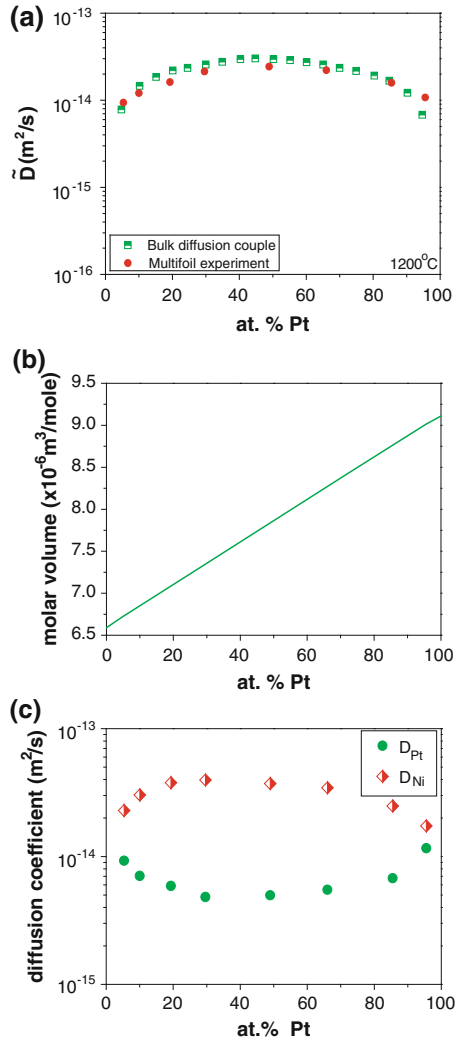 (a)
10⁻¹³
10⁻¹⁴
10⁻¹⁵
10⁻¹⁶
D̃(m²/s)
Bulk diffusion couple
Multifoil experiment
1200°C
0 20 40 60 80 100
at. % Pt
(b)
9.5
9.0
8.5
8.0
7.5
7.0
6.5
molar volume (x10⁻⁶m³/mole)
0 20 40 60 80 100
at. % Pt
(c)
10⁻¹³
10⁻¹⁴
10⁻¹⁵
diffusion coefficient (m²/s)
D_Pt
D_Ni
0 20 40 60 80 100
at.% Pt